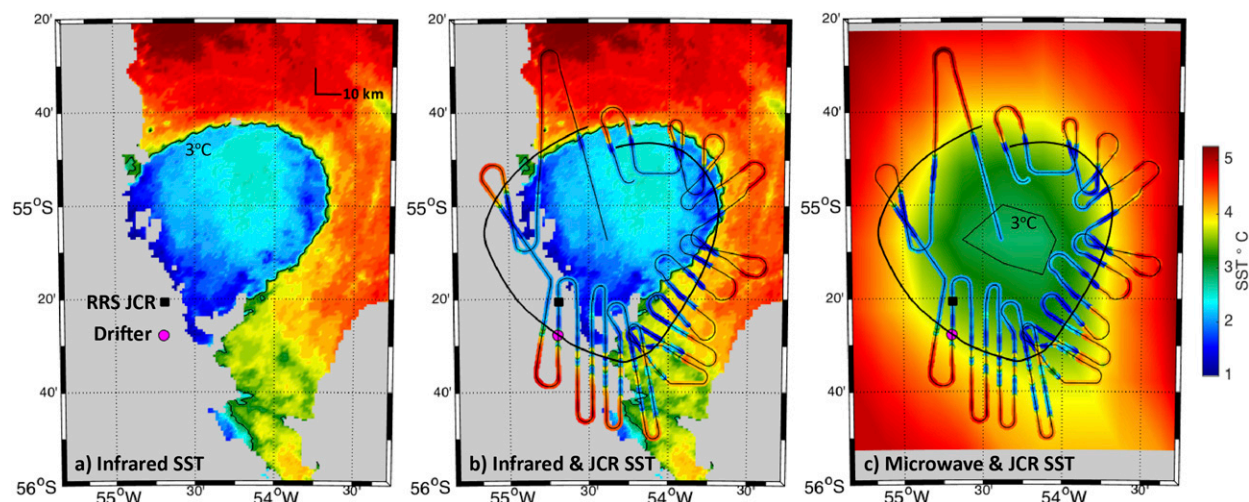 20'
40'
55°S
20'
40'
56°S
55°W
30'
54°W
30'
10 km
3°C
RRS JCR
Drifter
a) Infrared SST
20'
40'
55°S
20'
40'
56°S
55°W
30'
54°W
30'
b) Infrared & JCR SST
20'
40'
55°S
20'
40'
56°S
55°W
30'
54°W
30'
3°C
c) Microwave & JCR SST
5
4
3
2
1
SST °C